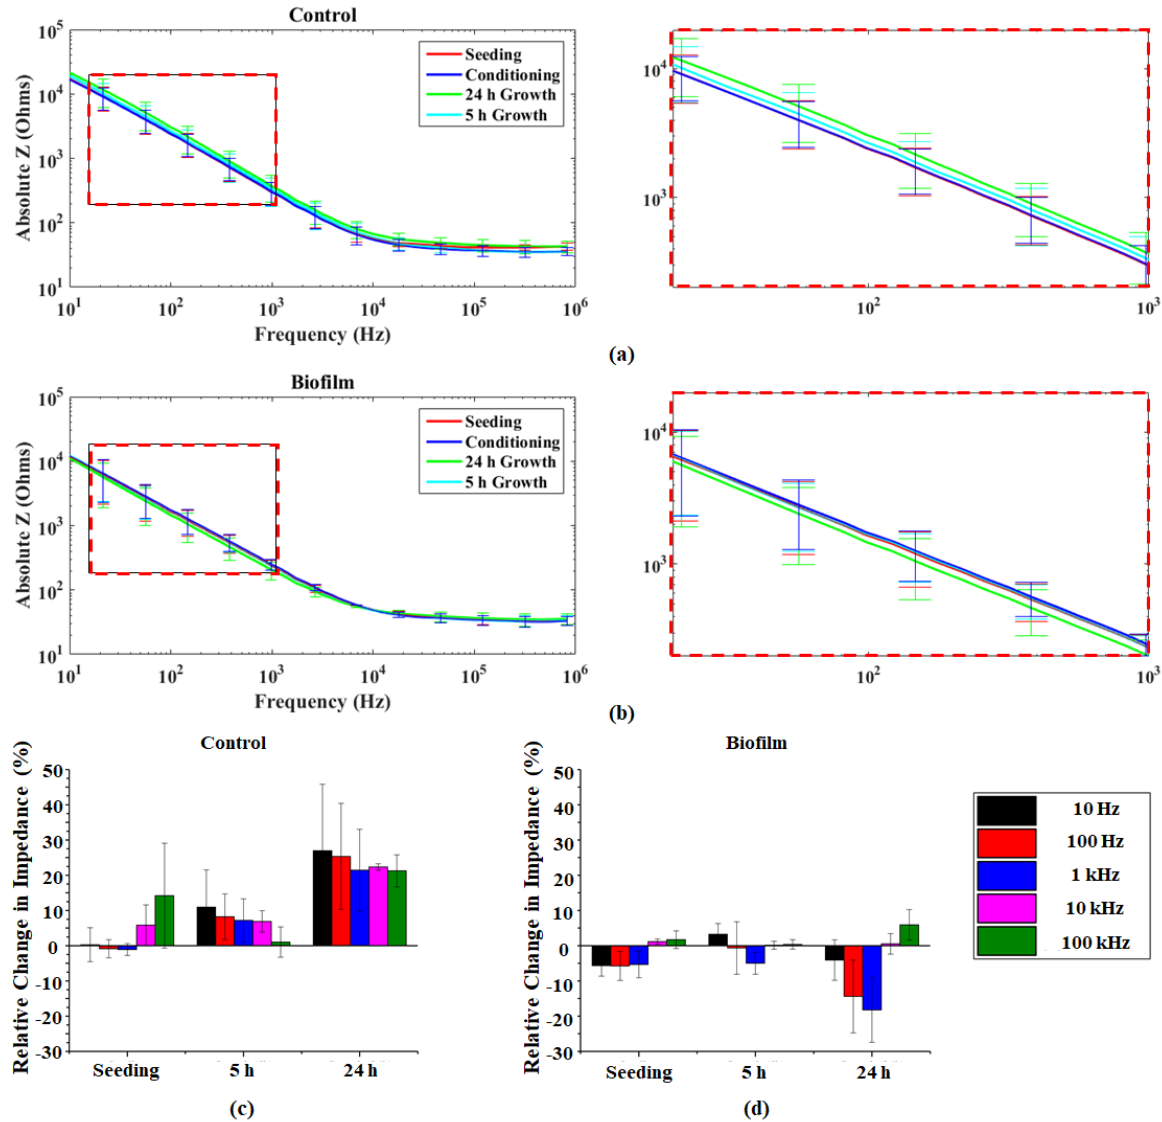 Control
Absolute Z (Ohms)
10^5
10^4
10^3
10^2
10^1
Seeding
Conditioning
24 h Growth
5 h Growth
10^1 10^2 10^3 10^4 10^5 10^6
Frequency (Hz)
10^4
10^3
10^2 10^3
(a)
Biofilm
Absolute Z (Ohms)
10^5
10^4
10^3
10^2
10^1
Seeding
Conditioning
24 h Growth
5 h Growth
10^1 10^2 10^3 10^4 10^5 10^6
Frequency (Hz)
10^4
10^3
10^2 10^3
(b)
Control
Relative Change in Impedance (%)
50
40
30
20
10
0
-10
-20
-30
Seeding 5 h 24 h
(c)
Biofilm
Relative Change in Impedance (%)
50
40
30
20
10
0
-10
-20
-30
Seeding 5 h 24 h
(d)
10 Hz
100 Hz
1 kHz
10 kHz
100 kHz